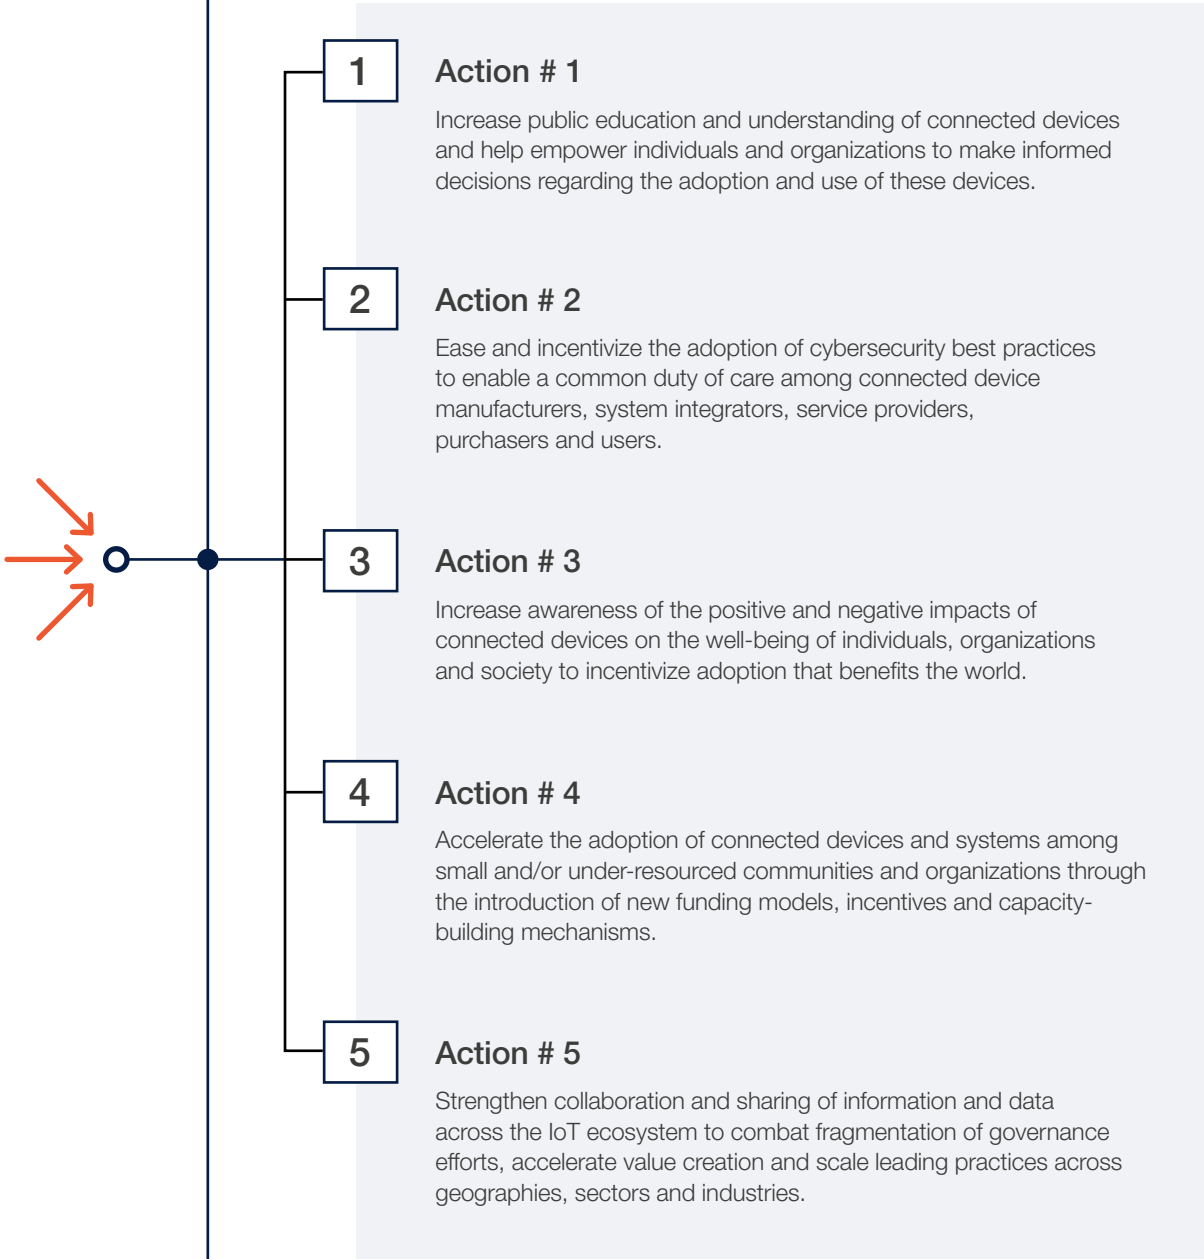 1
Action # 1
Increase public education and understanding of connected devices
and help empower individuals and organizations to make informed
decisions regarding the adoption and use of these devices.
2
Action # 2
Ease and incentivize the adoption of cybersecurity best practices
to enable a common duty of care among connected device
manufacturers, system integrators, service providers,
purchasers and users.
3
Action # 3
Increase awareness of the positive and negative impacts of
connected devices on the well-being of individuals, organizations
and society to incentivize adoption that benefits the world.
4
Action # 4
Accelerate the adoption of connected devices and systems among
small and/or under-resourced communities and organizations through
the introduction of new funding models, incentives and capacity-
building mechanisms.
5
Action # 5
Strengthen collaboration and sharing of information and data
across the IoT ecosystem to combat fragmentation of governance
efforts, accelerate value creation and scale leading practices across
geographies, sectors and industries.